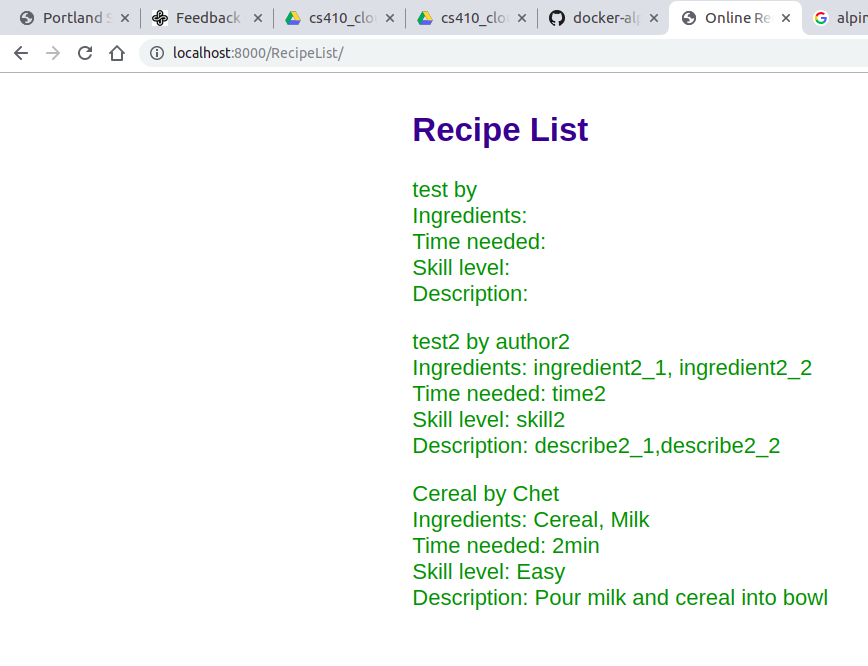 Portland S
Feedback
cs410_clo
cs410_clo
docker-alp
Online Re
alpin
localhost:8000/RecipeList/
Recipe List
test by
Ingredients:
Time needed:
Skill level:
Description:
test2 by author2
Ingredients: ingredient2_1, ingredient2_2
Time needed: time2
Skill level: skill2
Description: describe2_1,describe2_2
Cereal by Chet
Ingredients: Cereal, Milk
Time needed: 2min
Skill level: Easy
Description: Pour milk and cereal into bowl